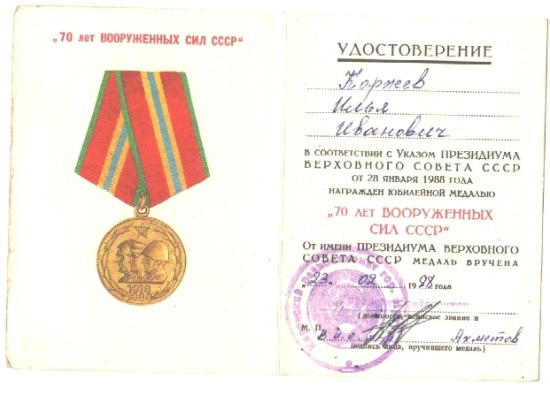 „70 лет ВООРУЖЕННЫХ СИЛ СССР“
УДОСТОВЕРЕНИЕ
Коржев
Илья
Иванович
В СООТВЕТСТВИИ С УКАЗОМ ПРЕЗИДИУМА
ВЕРХОВНОГО СОВЕТА СССР
ОТ 28 ЯНВАРЯ 1988 ГОДА
НАГРАЖДЕН ЮБИЛЕЙНОЙ МЕДАЛЬЮ
„70 лет ВООРУЖЕННЫХ
СИЛ СССР“
От имени ПРЕЗИДИУМА ВЕРХОВНОГО
СОВЕТА СССР МЕДАЛЬ ВРУЧЕНА
„23“ 02 19 года
(должность, воинское звание и
М. П. Ахметов
подпись лица, вручившего медаль)